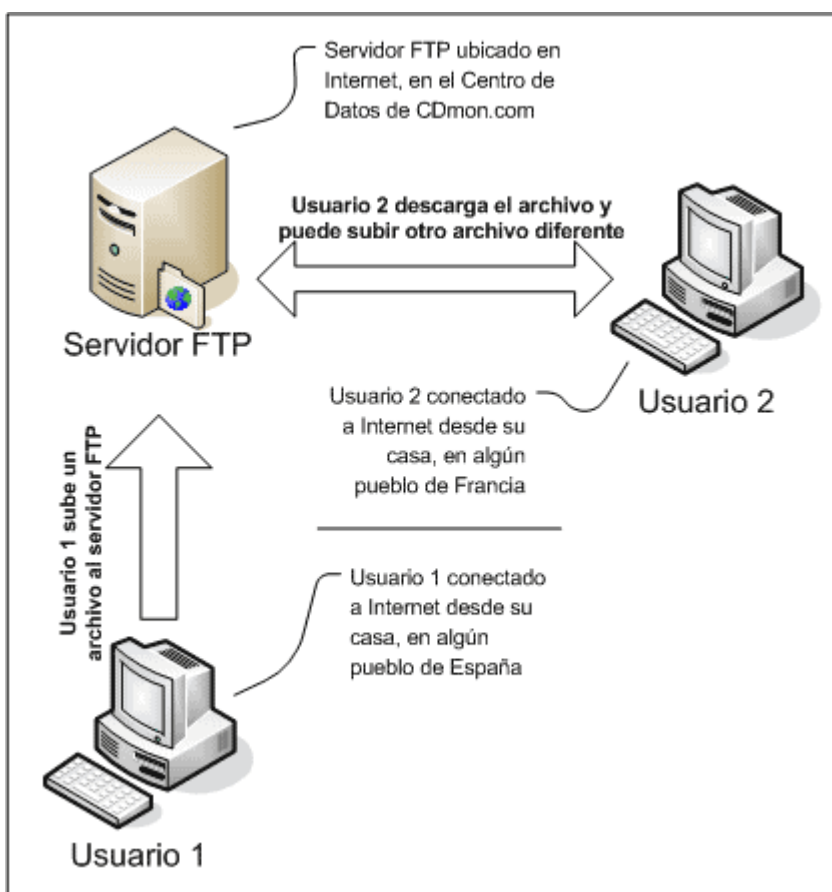 Servidor FTP ubicado en
Internet, en el Centro de
Datos de CDmon.com
Usuario 2 descarga el archivo y
puede subir otro archivo diferente
Servidor FTP
Usuario 2
Usuario 2 conectado
a Internet desde su
casa, en algún
pueblo de Francia
Usuario 1 sube un
archivo al servidor FTP
Usuario 1 conectado
a Internet desde su
casa, en algún
pueblo de España
Usuario 1